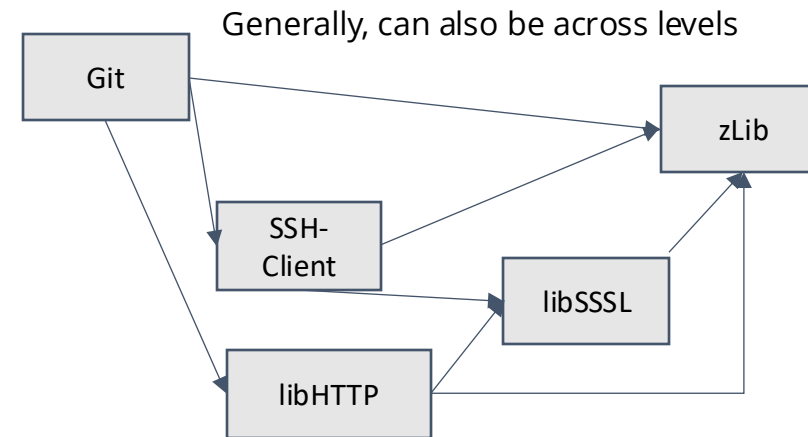 Generally, can also be across levels
Git
zLib
SSH-
Client
libSSSL
libHTTP